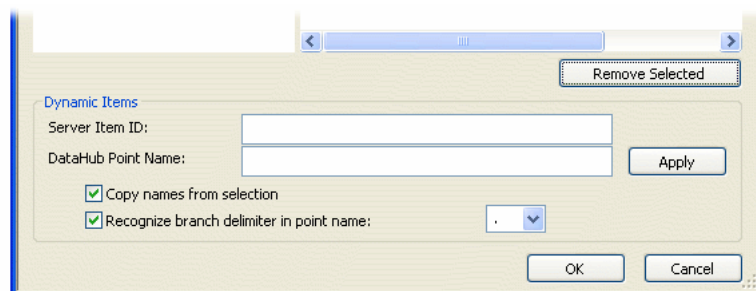 Remove Selected
Dynamic Items
Server Item ID:
DataHub Point Name:
Apply
Copy names from selection
Recognize branch delimiter in point name: .
OK Cancel